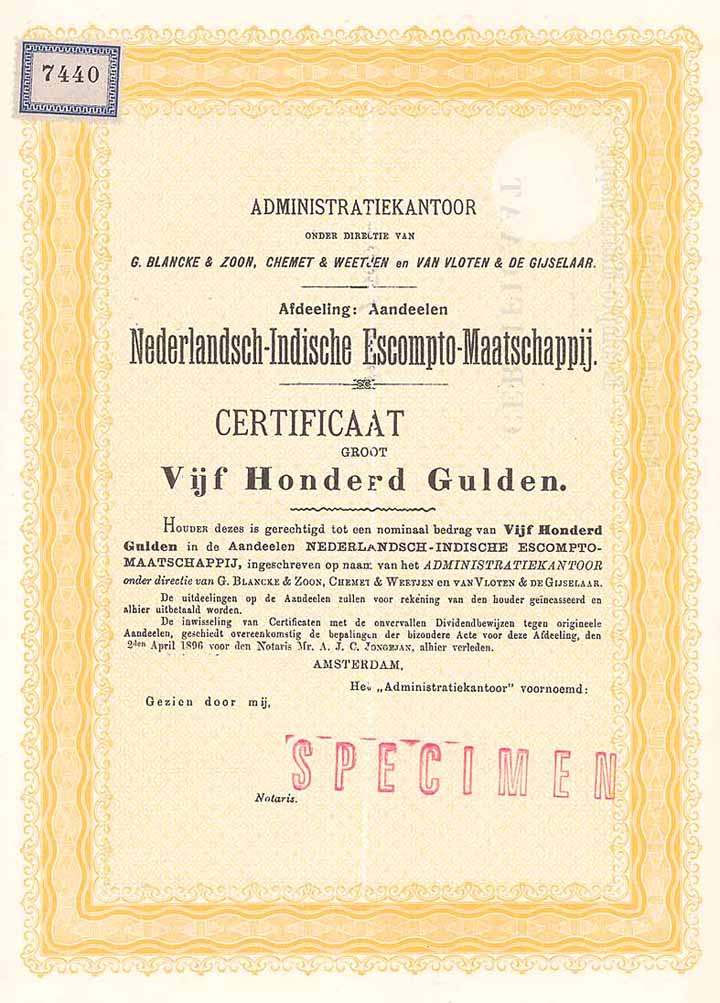 7440
ADMINISTRATIEKANTOOR
ONDER DIRECTIE VAN
G. BLANCKE & ZOON, CHEMET & WEETJEN en VAN VLOTEN & DE GIJSELAAR.
Afdeeling: Aandeelen
Nederlandsch-Indische Escompto-Maatschappij.
CERTIFICAAT
GROOT
Vijf Honderd Gulden.
HOUDER dezes is gerechtigd tot een nominaal bedrag van Vijf Honderd
Gulden in de Aandeelen NEDERLANDSCH-INDISCHE ESCOMPTO-
MAATSCHAPPIJ, ingeschreven op naam van het ADMINISTRATIEKANTOOR
onder directie van G. BLANCKE & ZOON, CHEMET & WEETJEN en VAN VLOTEN & DE GIJSELAAR.
De uitdeelingen op de Aandeelen zullen voor rekening van den houder geïncasseerd en
alhier uitbetaald worden.
De inwisseling van Certificaten met de onvervallen Dividendbewijzen tegen origineele
Aandeelen, geschiedt overeenkomstig de bepalingen der bizondere Acte voor deze Afdeeling, den
2den April 1896 voor den Notaris Mr. A. J. C. JONGEJAN, alhier verleden.
AMSTERDAM,
Het „Administratiekantoor" voornoemd:
Gezien door mij,
SPECIMEN
Notaris.